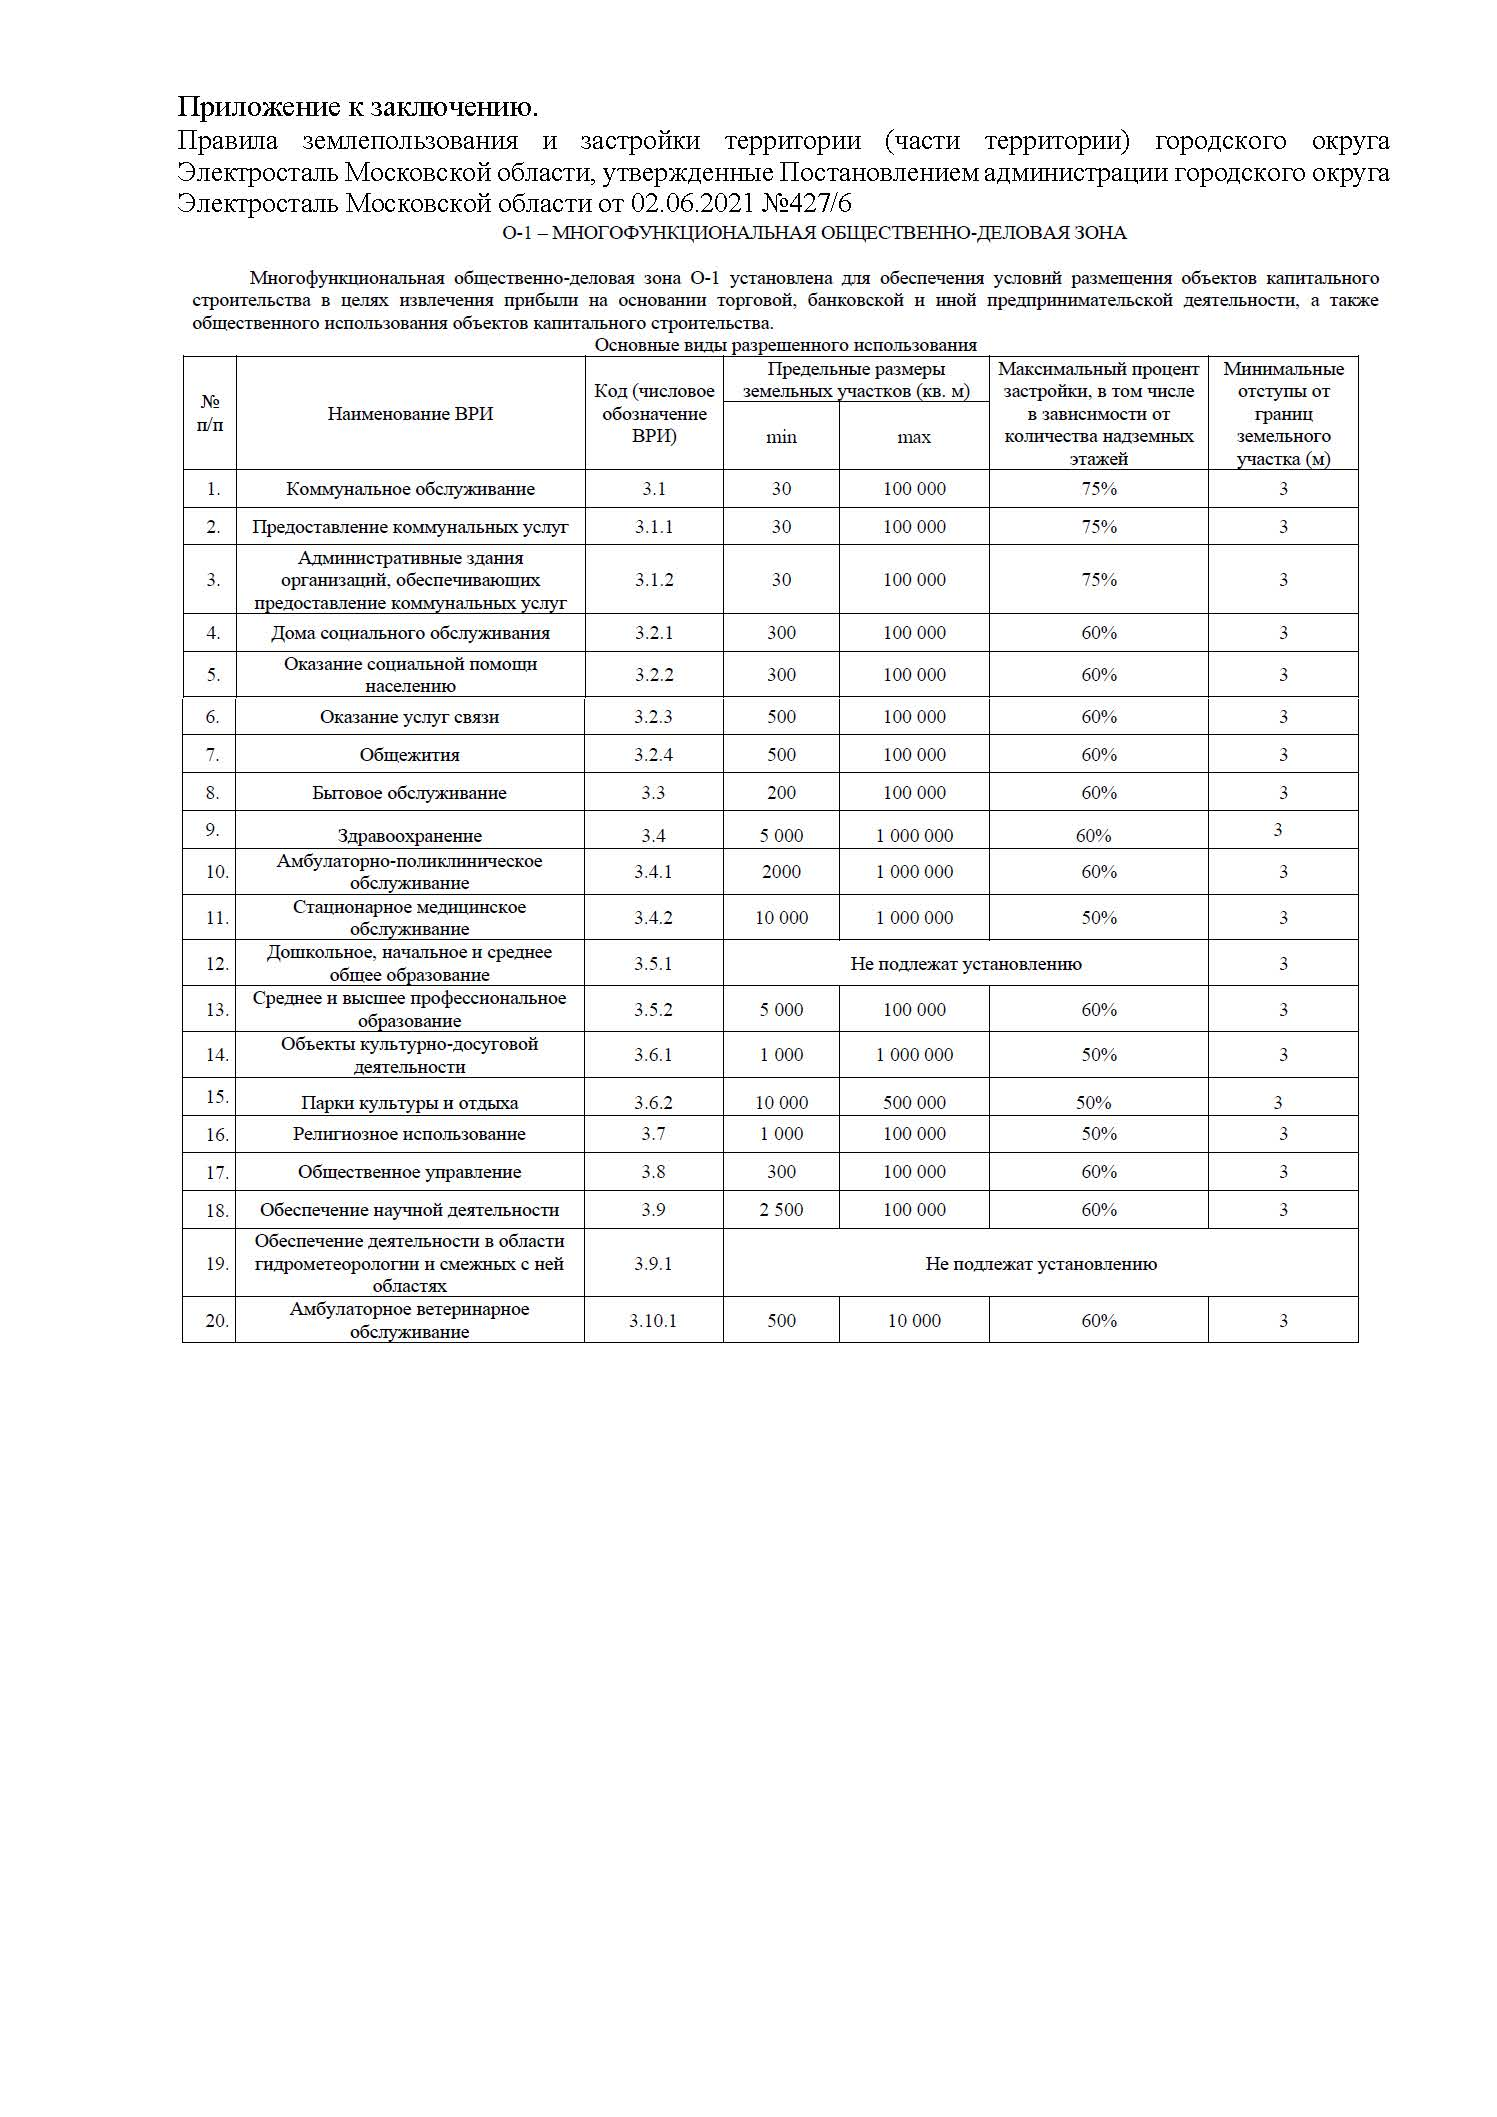 Приложение к заключению.
Правила землепользования и застройки территории (части территории) городского округа
Электросталь Московской области, утвержденные Постановлением администрации городского округа
Электросталь Московской области от 02.06.2021 №427/6
О-1 – МНОГОФУНКЦИОНАЛЬНАЯ ОБЩЕСТВЕННО-ДЕЛОВАЯ ЗОНА
Многофункциональная общественно-деловая зона О-1 установлена для обеспечения условий размещения объектов капитального
строительства в целях извлечения прибыли на основании торговой, банковской и иной предпринимательской деятельности, а также
общественного использования объектов капитального строительства.
Основные виды разрешенного использования
№
п/п
Наименование ВРИ
Код (числовое
обозначение
ВРИ)
Предельные размеры
земельных участков (кв. м)
min max
Максимальный процент
застройки, в том числе
в зависимости от
количества надземных
этажей
Минимальные
отступы от
границ
земельного
участка (м)
1. Коммунальное обслуживание 3.1 30 100 000 75% 3
2. Предоставление коммунальных услуг 3.1.1 30 100 000 75% 3
3. Административные здания
организаций, обеспечивающих
предоставление коммунальных услуг 3.1.2 30 100 000 75% 3
4. Дома социального обслуживания 3.2.1 300 100 000 60% 3
5. Оказание социальной помощи
населению 3.2.2 300 100 000 60% 3
6. Оказание услуг связи 3.2.3 500 100 000 60% 3
7. Общежития 3.2.4 500 100 000 60% 3
8. Бытовое обслуживание 3.3 200 100 000 60% 3
9. Здравоохранение 3.4 5 000 1 000 000 60% 3
10. Амбулаторно-поликлиническое
обслуживание 3.4.1 2000 1 000 000 60% 3
11. Стационарное медицинское
обслуживание 3.4.2 10 000 1 000 000 50% 3
12. Дошкольное, начальное и среднее
общее образование 3.5.1 Не подлежат установлению 3
13. Среднее и высшее профессиональное
образование 3.5.2 5 000 100 000 60% 3
14. Объекты культурно-досуговой
деятельности 3.6.1 1 000 1 000 000 50% 3
15. Парки культуры и отдыха 3.6.2 10 000 500 000 50% 3
16. Религиозное использование 3.7 1 000 100 000 50% 3
17. Общественное управление 3.8 300 100 000 60% 3
18. Обеспечение научной деятельности 3.9 2 500 100 000 60% 3
19. Обеспечение деятельности в области
гидрометеорологии и смежных с ней
областях 3.9.1 Не подлежат установлению
20. Амбулаторное ветеринарное
обслуживание 3.10.1 500 10 000 60% 3